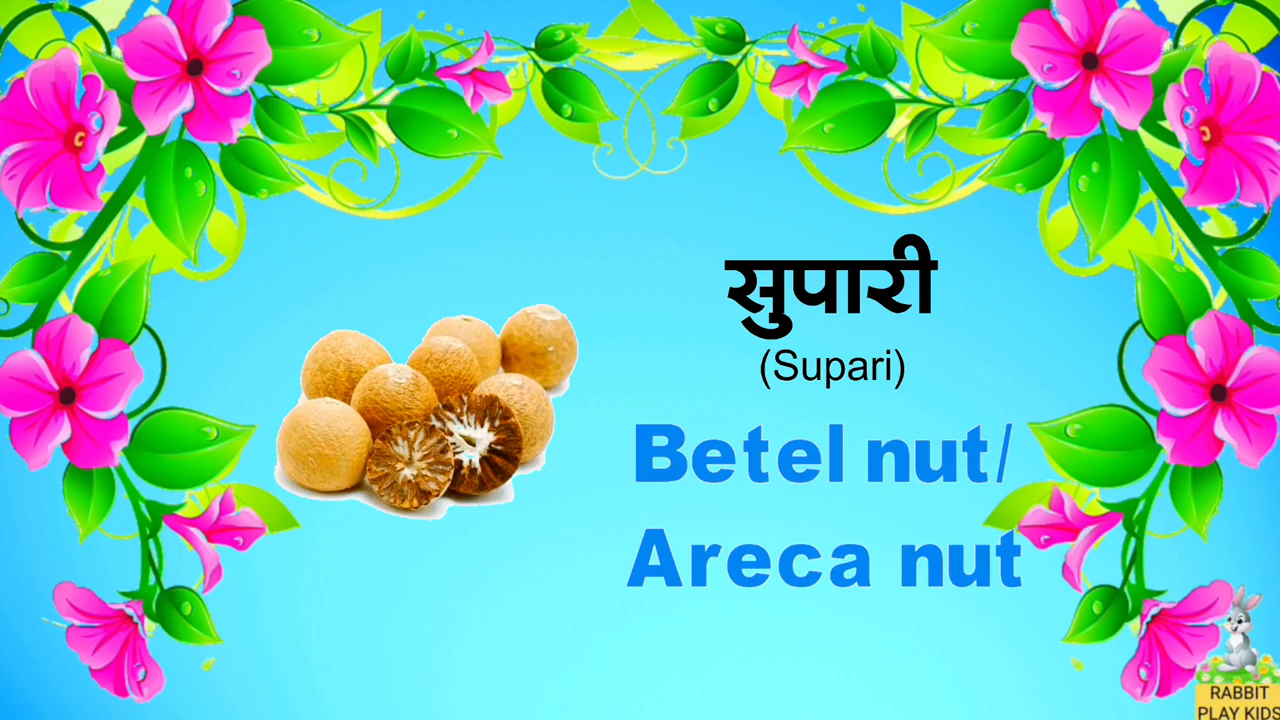 सुपारी
(Supari)
Betel nut/
Areca nut
RABBIT
PLAY KIDS